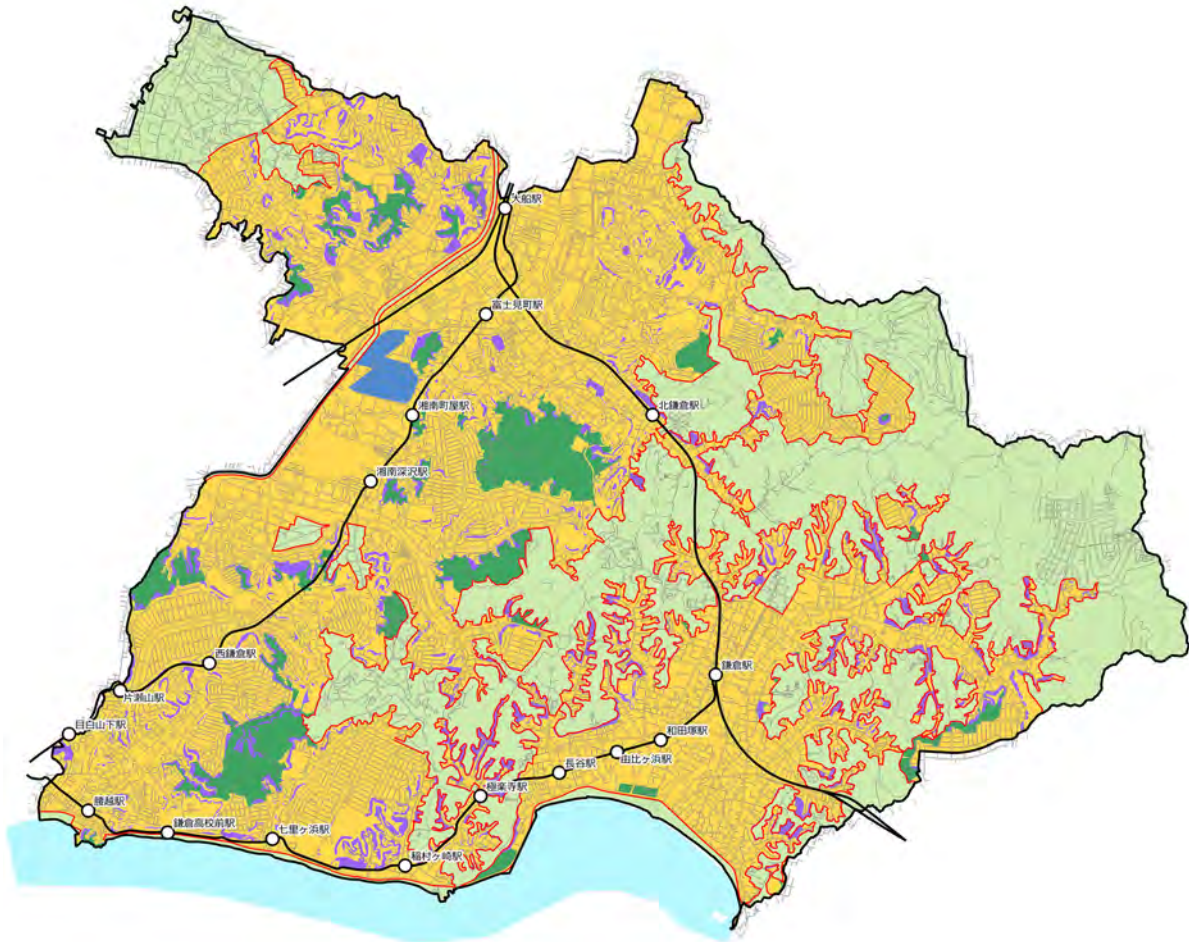 大船駅
富士見町駅
湘南町屋駅
北鎌倉駅
湘南深沢駅
西鎌倉駅
鎌倉駅
片瀬山駅
目白山下駅
和田塚駅
由比ヶ浜駅
長谷駅
極楽寺駅
腰越駅
鎌倉高校前駅
七里ヶ浜駅
稲村ヶ崎駅